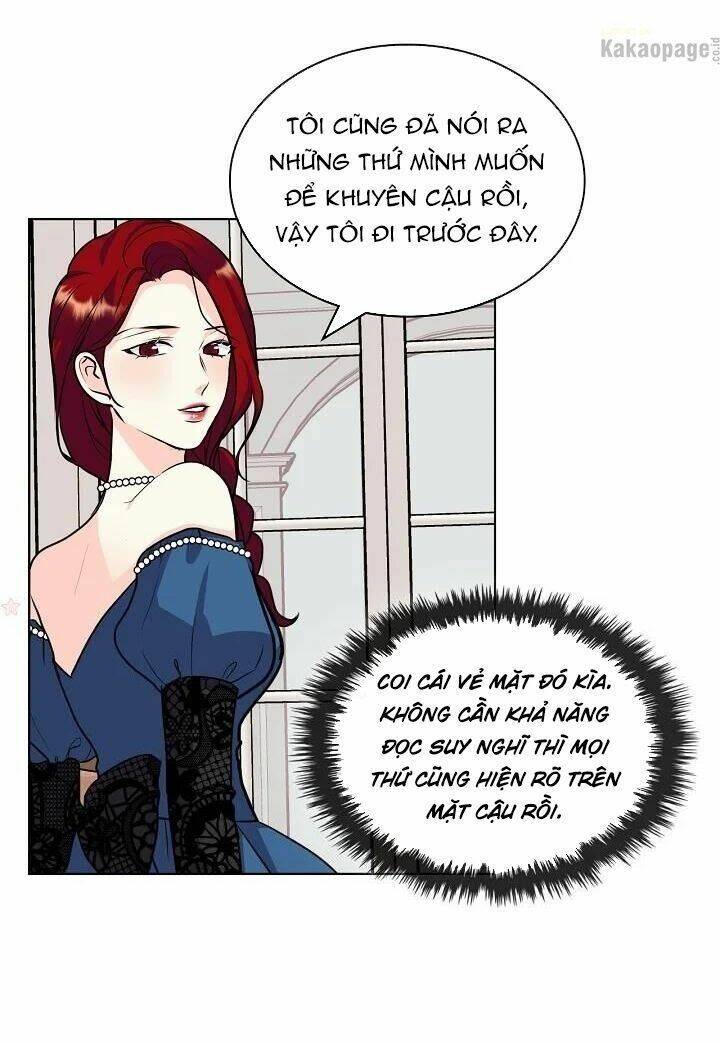 Kakaopage
TÔI CŨNG ĐÃ NÓI RA
NHỮNG THỨ MÌNH MUỐN
ĐỂ KHUYÊN CẬU RỒI,
VẬY TÔI ĐI TRƯỚC ĐÂY.
COI CÁI VẺ MẶT ĐÓ KÌA.
KHÔNG CẦN KHẢ NĂNG
ĐỌC SUY NGHĨ THÌ MỌI
THỨ CŨNG HIỆN RÕ TRÊN
MẶT CẬU RỒI.